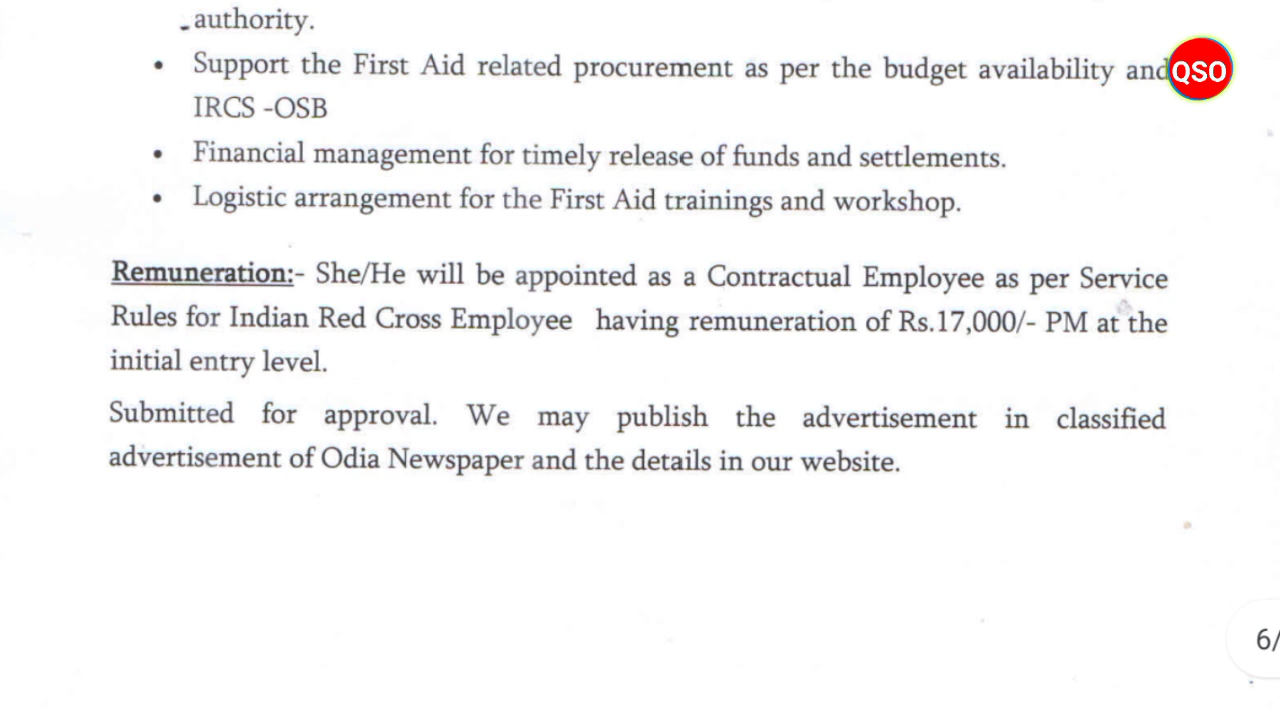 authority.
• Support the First Aid related procurement as per the budget availability and
QSO
IRCS -OSB
• Financial management for timely release of funds and settlements.
• Logistic arrangement for the First Aid trainings and workshop.
Remuneration:- She/He will be appointed as a Contractual Employee as per Service
Rules for Indian Red Cross Employee having remuneration of Rs.17,000/- PM at the
initial entry level.
Submitted for approval. We may publish the advertisement in classified
advertisement of Odia Newspaper and the details in our website.
6/